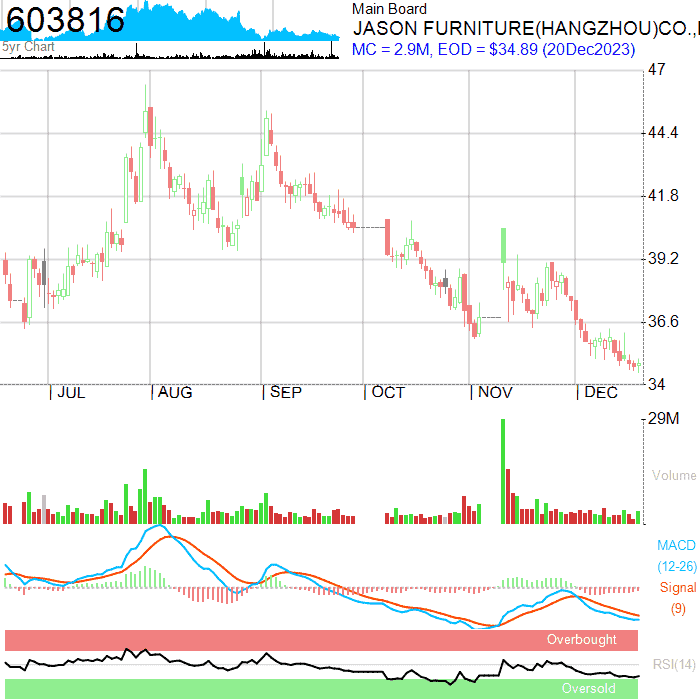 603816
5yr Chart
Main Board
JASON FURNITURE(HANGZHOU)CO.,
MC = 2.9M, EOD = $34.89 (20Dec2023)
47
44.4
41.8
39.2
36.6
34
JUL
AUG
SEP
OCT
NOV
DEC
29M
Volume
MACD
(12-26)
Signal
(9)
Overbought
RSI(14)
Oversold